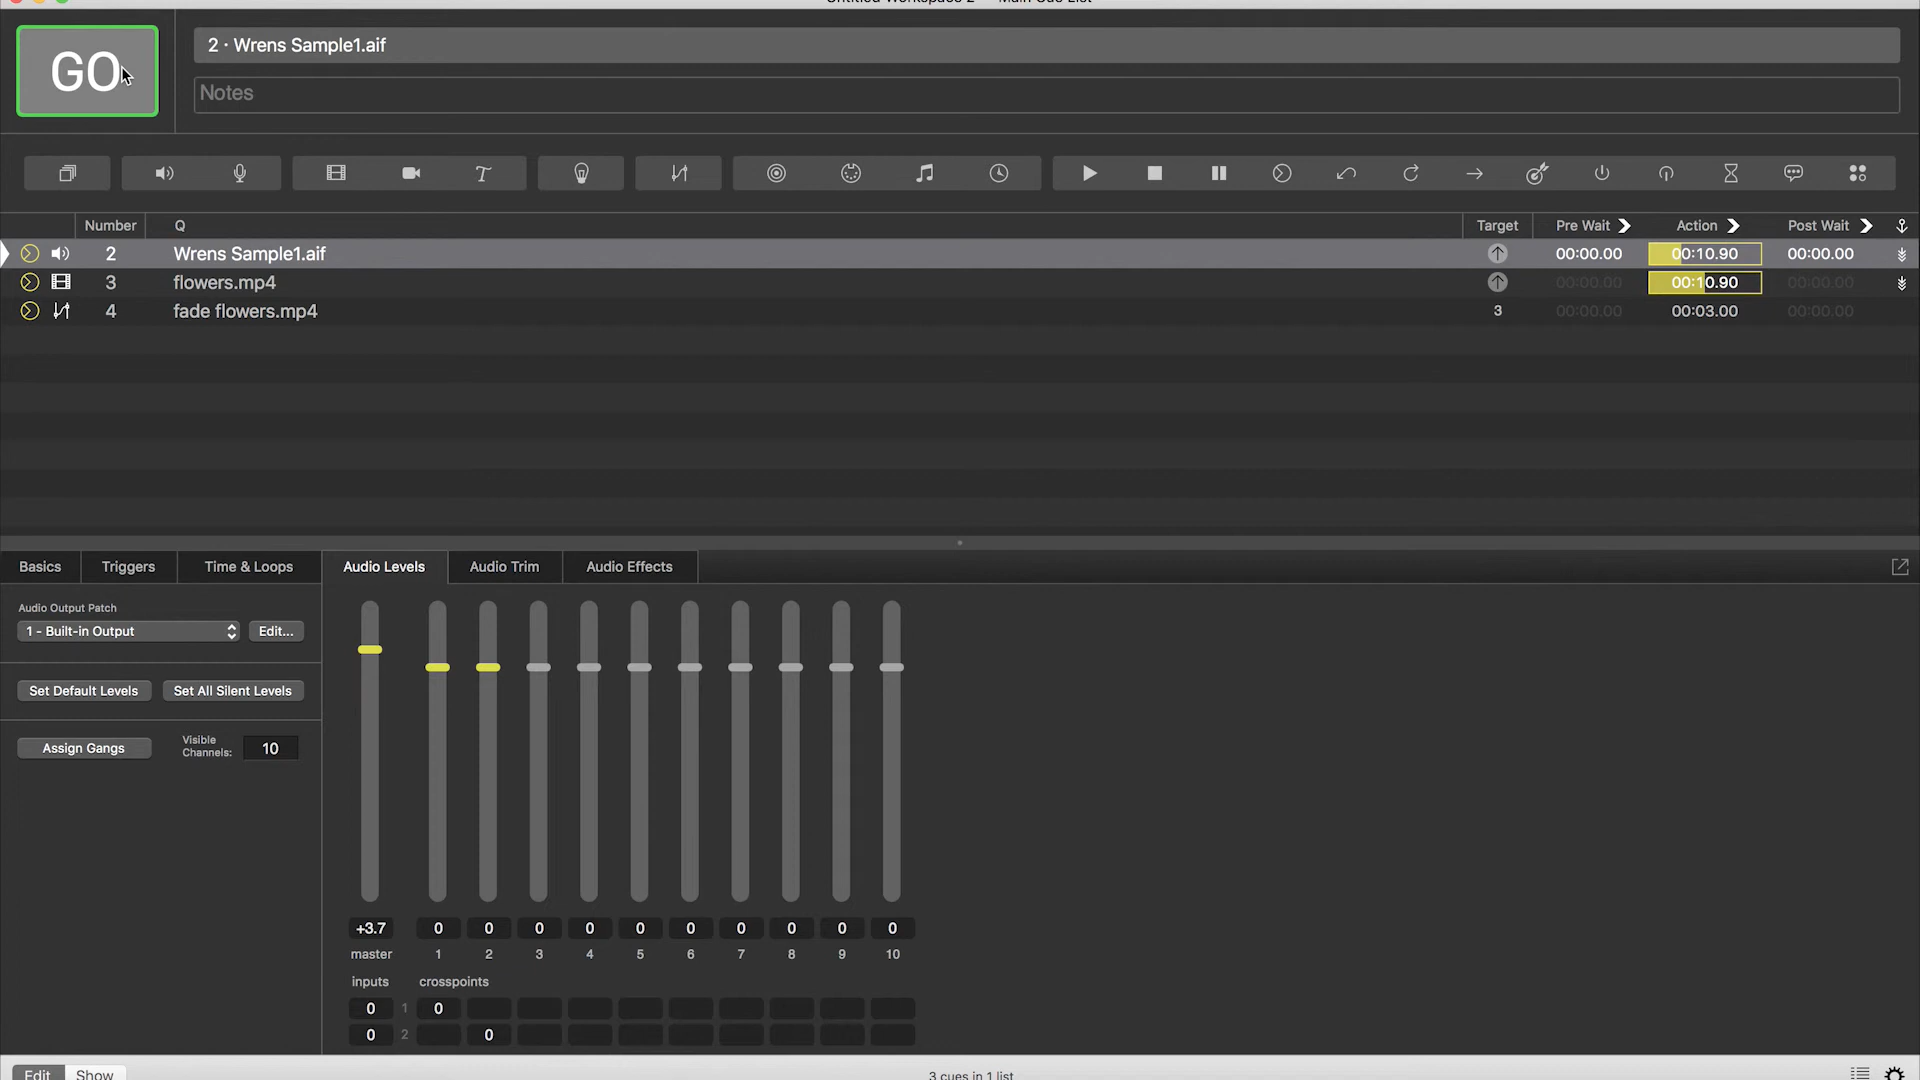 Untitled Workspace 2 — Main Cue List
GO
2 · Wrens Sample1.aif
Notes
Number Q Target Pre Wait Action Post Wait
2 Wrens Sample1.aif 00:00.00 00:10.90 00:00.00
3 flowers.mp4 00:00.00 00:10.90 00:00.00
4 fade flowers.mp4 3 00:00.00 00:03.00 00:00.00
Basics Triggers Time & Loops Audio Levels Audio Trim Audio Effects
Audio Output Patch
1 - Built-in Output Edit...
Set Default Levels Set All Silent Levels
Assign Gangs Visible Channels: 10
+3.7 0 0 0 0 0 0 0 0 0 0
master 1 2 3 4 5 6 7 8 9 10
inputs crosspoints
0 1 0
0 2 0
Edit Show 3 cues in 1 list